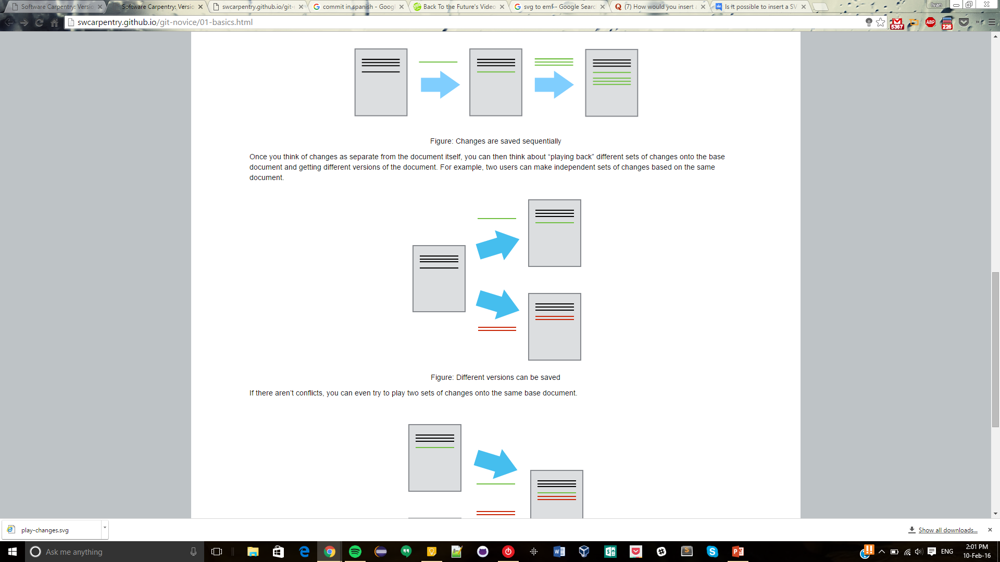 Software Carpentry: Versio
Software Carpentry: Versio
swcarpentry.github.io/git-
commit in spanish - Goog
Back To the Future's Video
svg to emf - Google Searc
(7) How would you insert
Is it possible to insert a SV
Ivan
swcarpentry.github.io/git-novice/01-basics.html
5367
ABP
226
Figure: Changes are saved sequentially
Once you think of changes as separate from the document itself, you can then think about “playing back” different sets of changes onto the base
document and getting different versions of the document. For example, two users can make independent sets of changes based on the same
document.
Figure: Different versions can be saved
If there aren’t conflicts, you can even try to play two sets of changes onto the same base document.
play-changes.svg
Show all downloads...
Ask me anything
ENG
2:01 PM
10-Feb-16